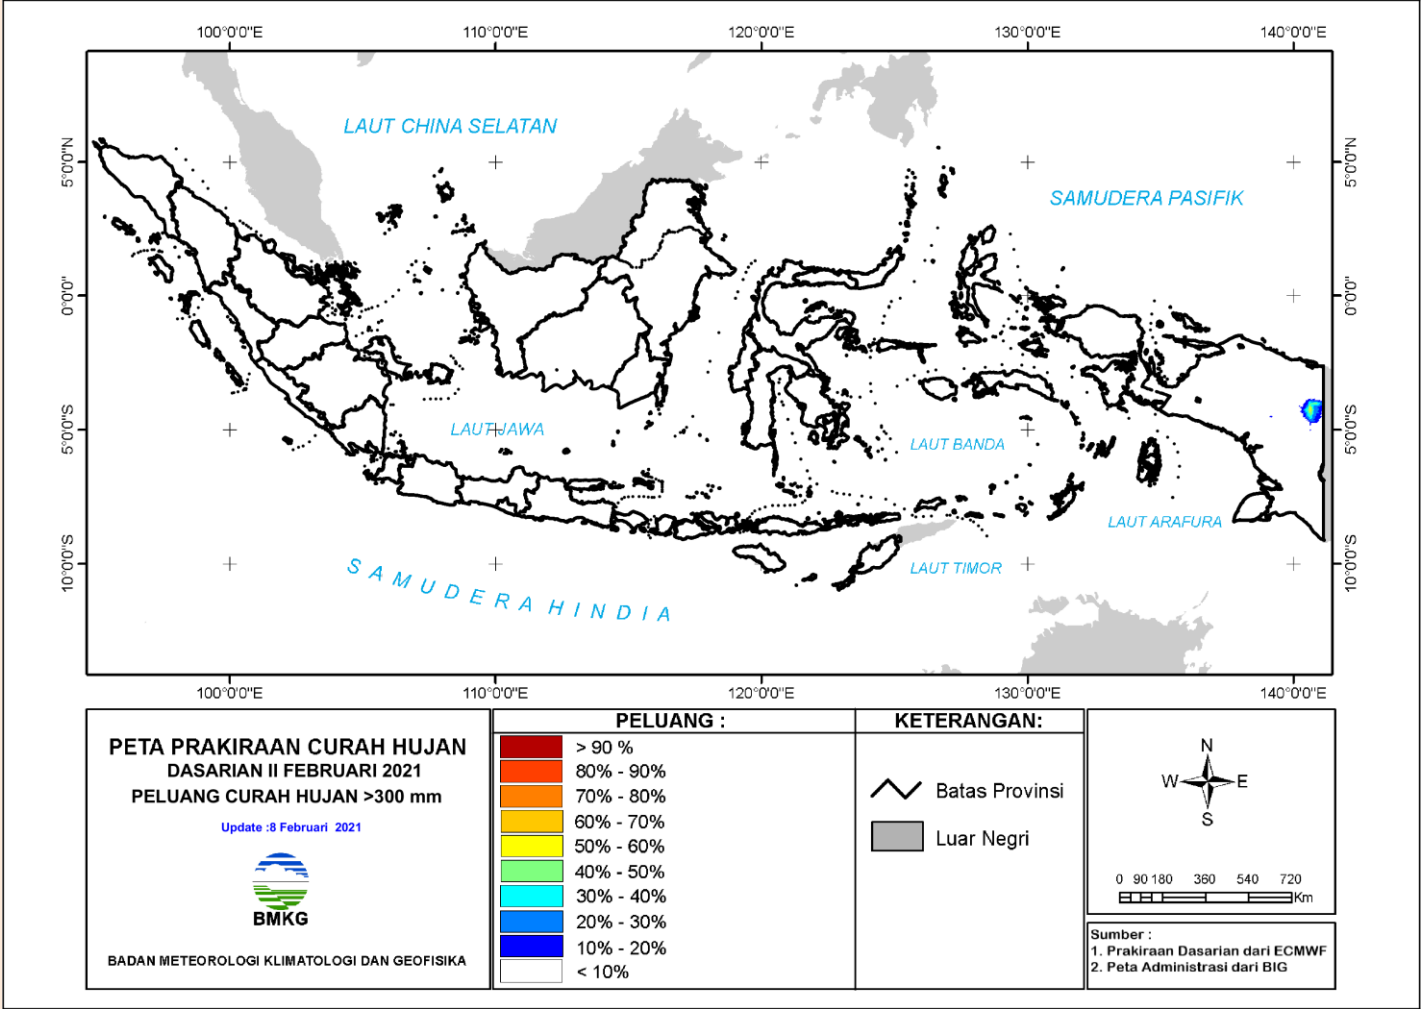 100°0'0"E 110°0'0"E 120°0'0"E 130°0'0"E 140°0'0"E
5°0'0"N
0°0'0"
5°0'0"S
10°0'0"S
LAUT CHINA SELATAN
SAMUDERA PASIFIK
LAUT JAWA
LAUT BANDA
LAUT ARAFURA
LAUT TIMOR
SAMUDERA HINDIA
5°0'0"N
0°0'0"
5°0'0"S
10°0'0"S
100°0'0"E 110°0'0"E 120°0'0"E 130°0'0"E 140°0'0"E
PETA PRAKIRAAN CURAH HUJAN
DASARIAN II FEBRUARI 2021
PELUANG CURAH HUJAN >300 mm
Update :8 Februari 2021
BMKG
BADAN METEOROLOGI KLIMATOLOGI DAN GEOFISIKA
PELUANG :
> 90 %
80% - 90%
70% - 80%
60% - 70%
50% - 60%
40% - 50%
30% - 40%
20% - 30%
10% - 20%
< 10%
KETERANGAN:
Batas Provinsi
Luar Negri
N
W E
S
0 90 180 360 540 720
Km
Sumber :
1. Prakiraan Dasarian dari ECMWF
2. Peta Administrasi dari BIG